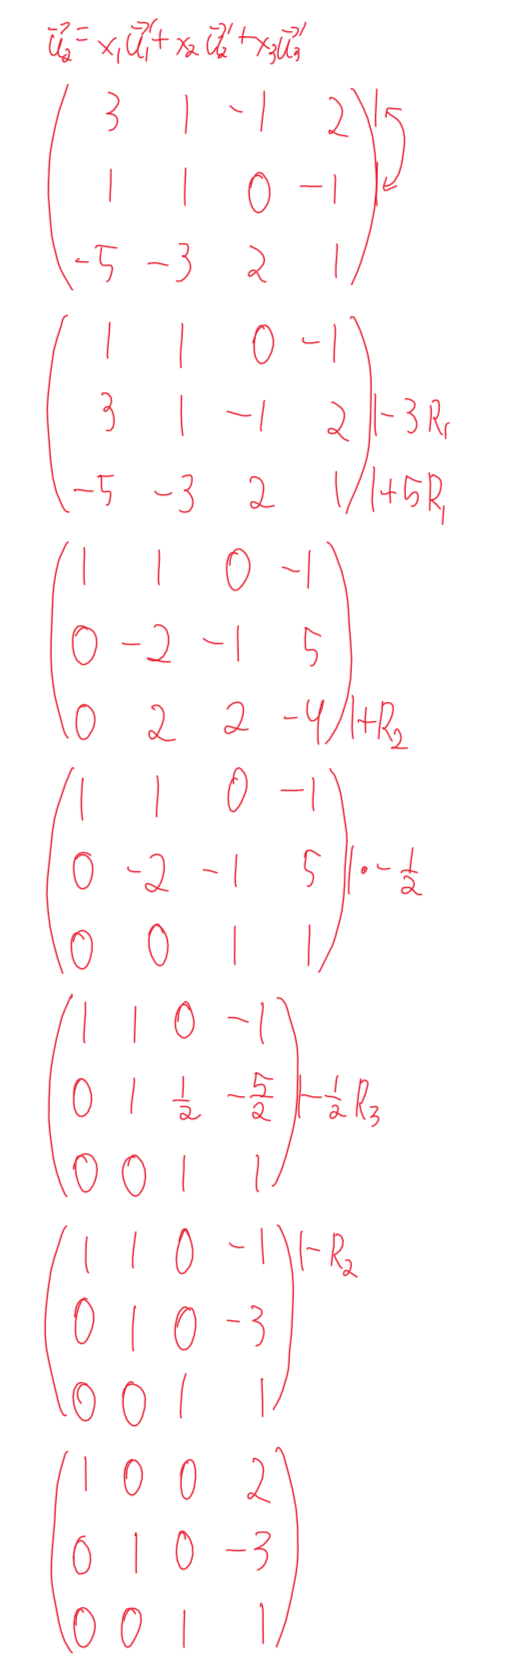 u⃗₂ = x₁u⃗₁' + x₂u⃗₂' + x₃u⃗₃'
3 1 -1 2
1 1 0 -1
-5 -3 2 1
1 1 0 -1
3 1 -1 2 |-3R₁
-5 -3 2 1 |+5R₁
1 1 0 -1
0 -2 -1 5
0 2 2 -4 |+R₂
1 1 0 -1
0 -2 -1 5 |· -1/2
0 0 1 1
1 1 0 -1
0 1 1/2 -5/2 |-1/2 R₃
0 0 1 1
1 1 0 -1 |-R₂
0 1 0 -3
0 0 1 1
1 0 0 2
0 1 0 -3
0 0 1 1